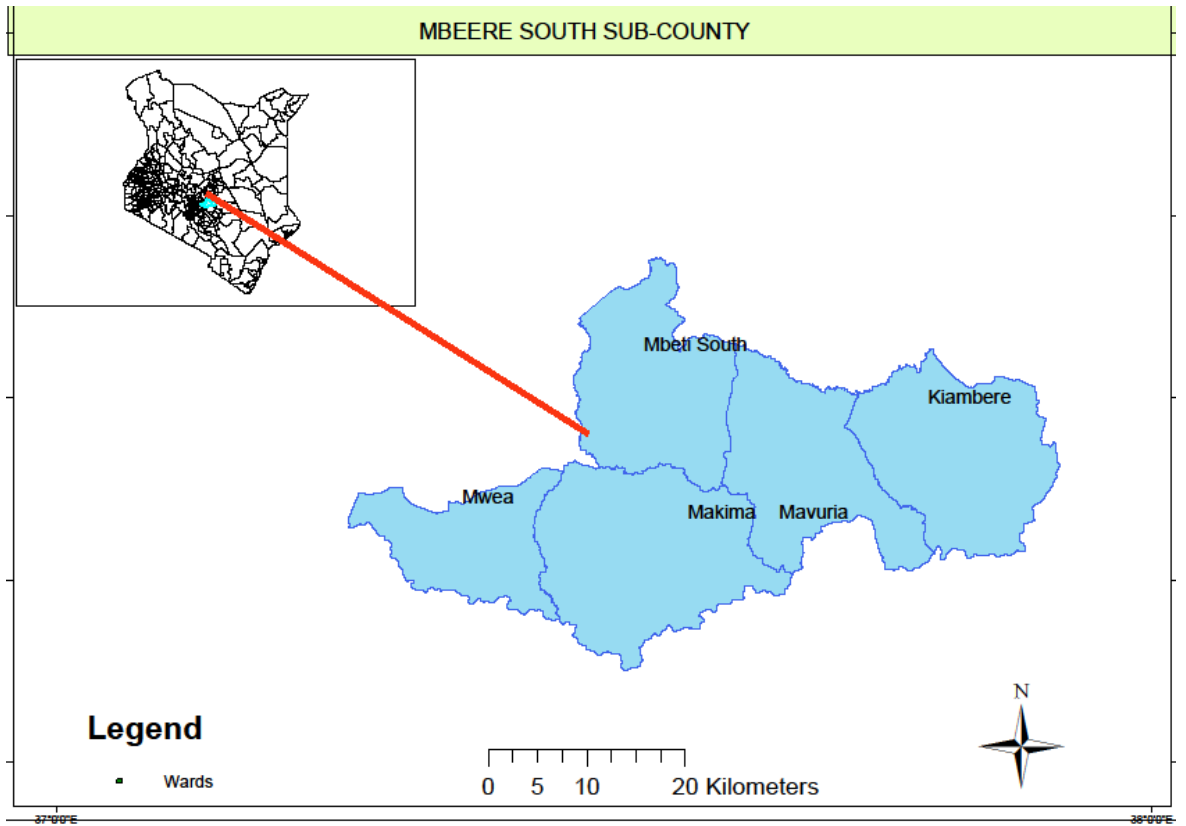 MBEERE SOUTH SUB-COUNTY
Mbeti South
Kiambere
Mwea
Makima
Mavuria
N
Legend
Wards
0 5 10 20 Kilometers
37°0'0"E
38°0'0"E